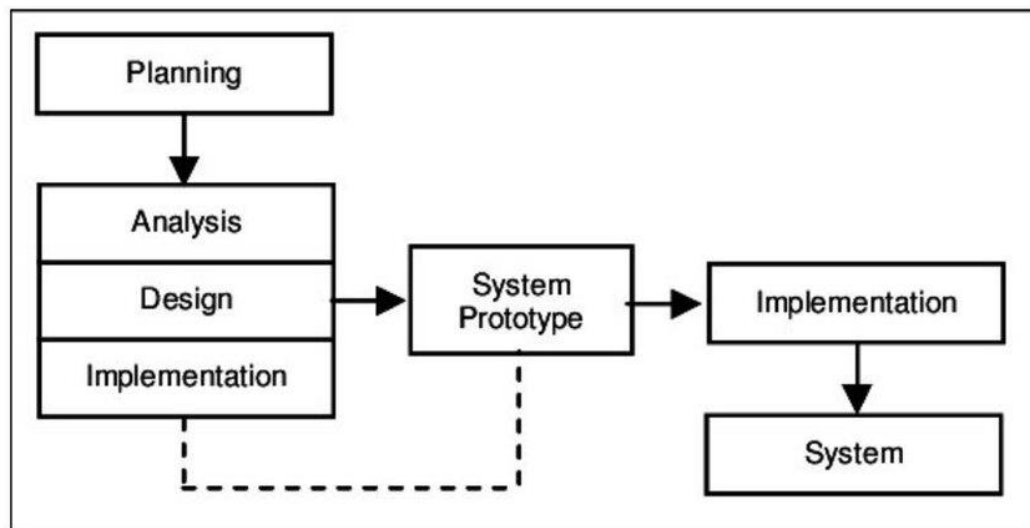 Planning
Analysis
Design
Implementation
System
Prototype
Implementation
System